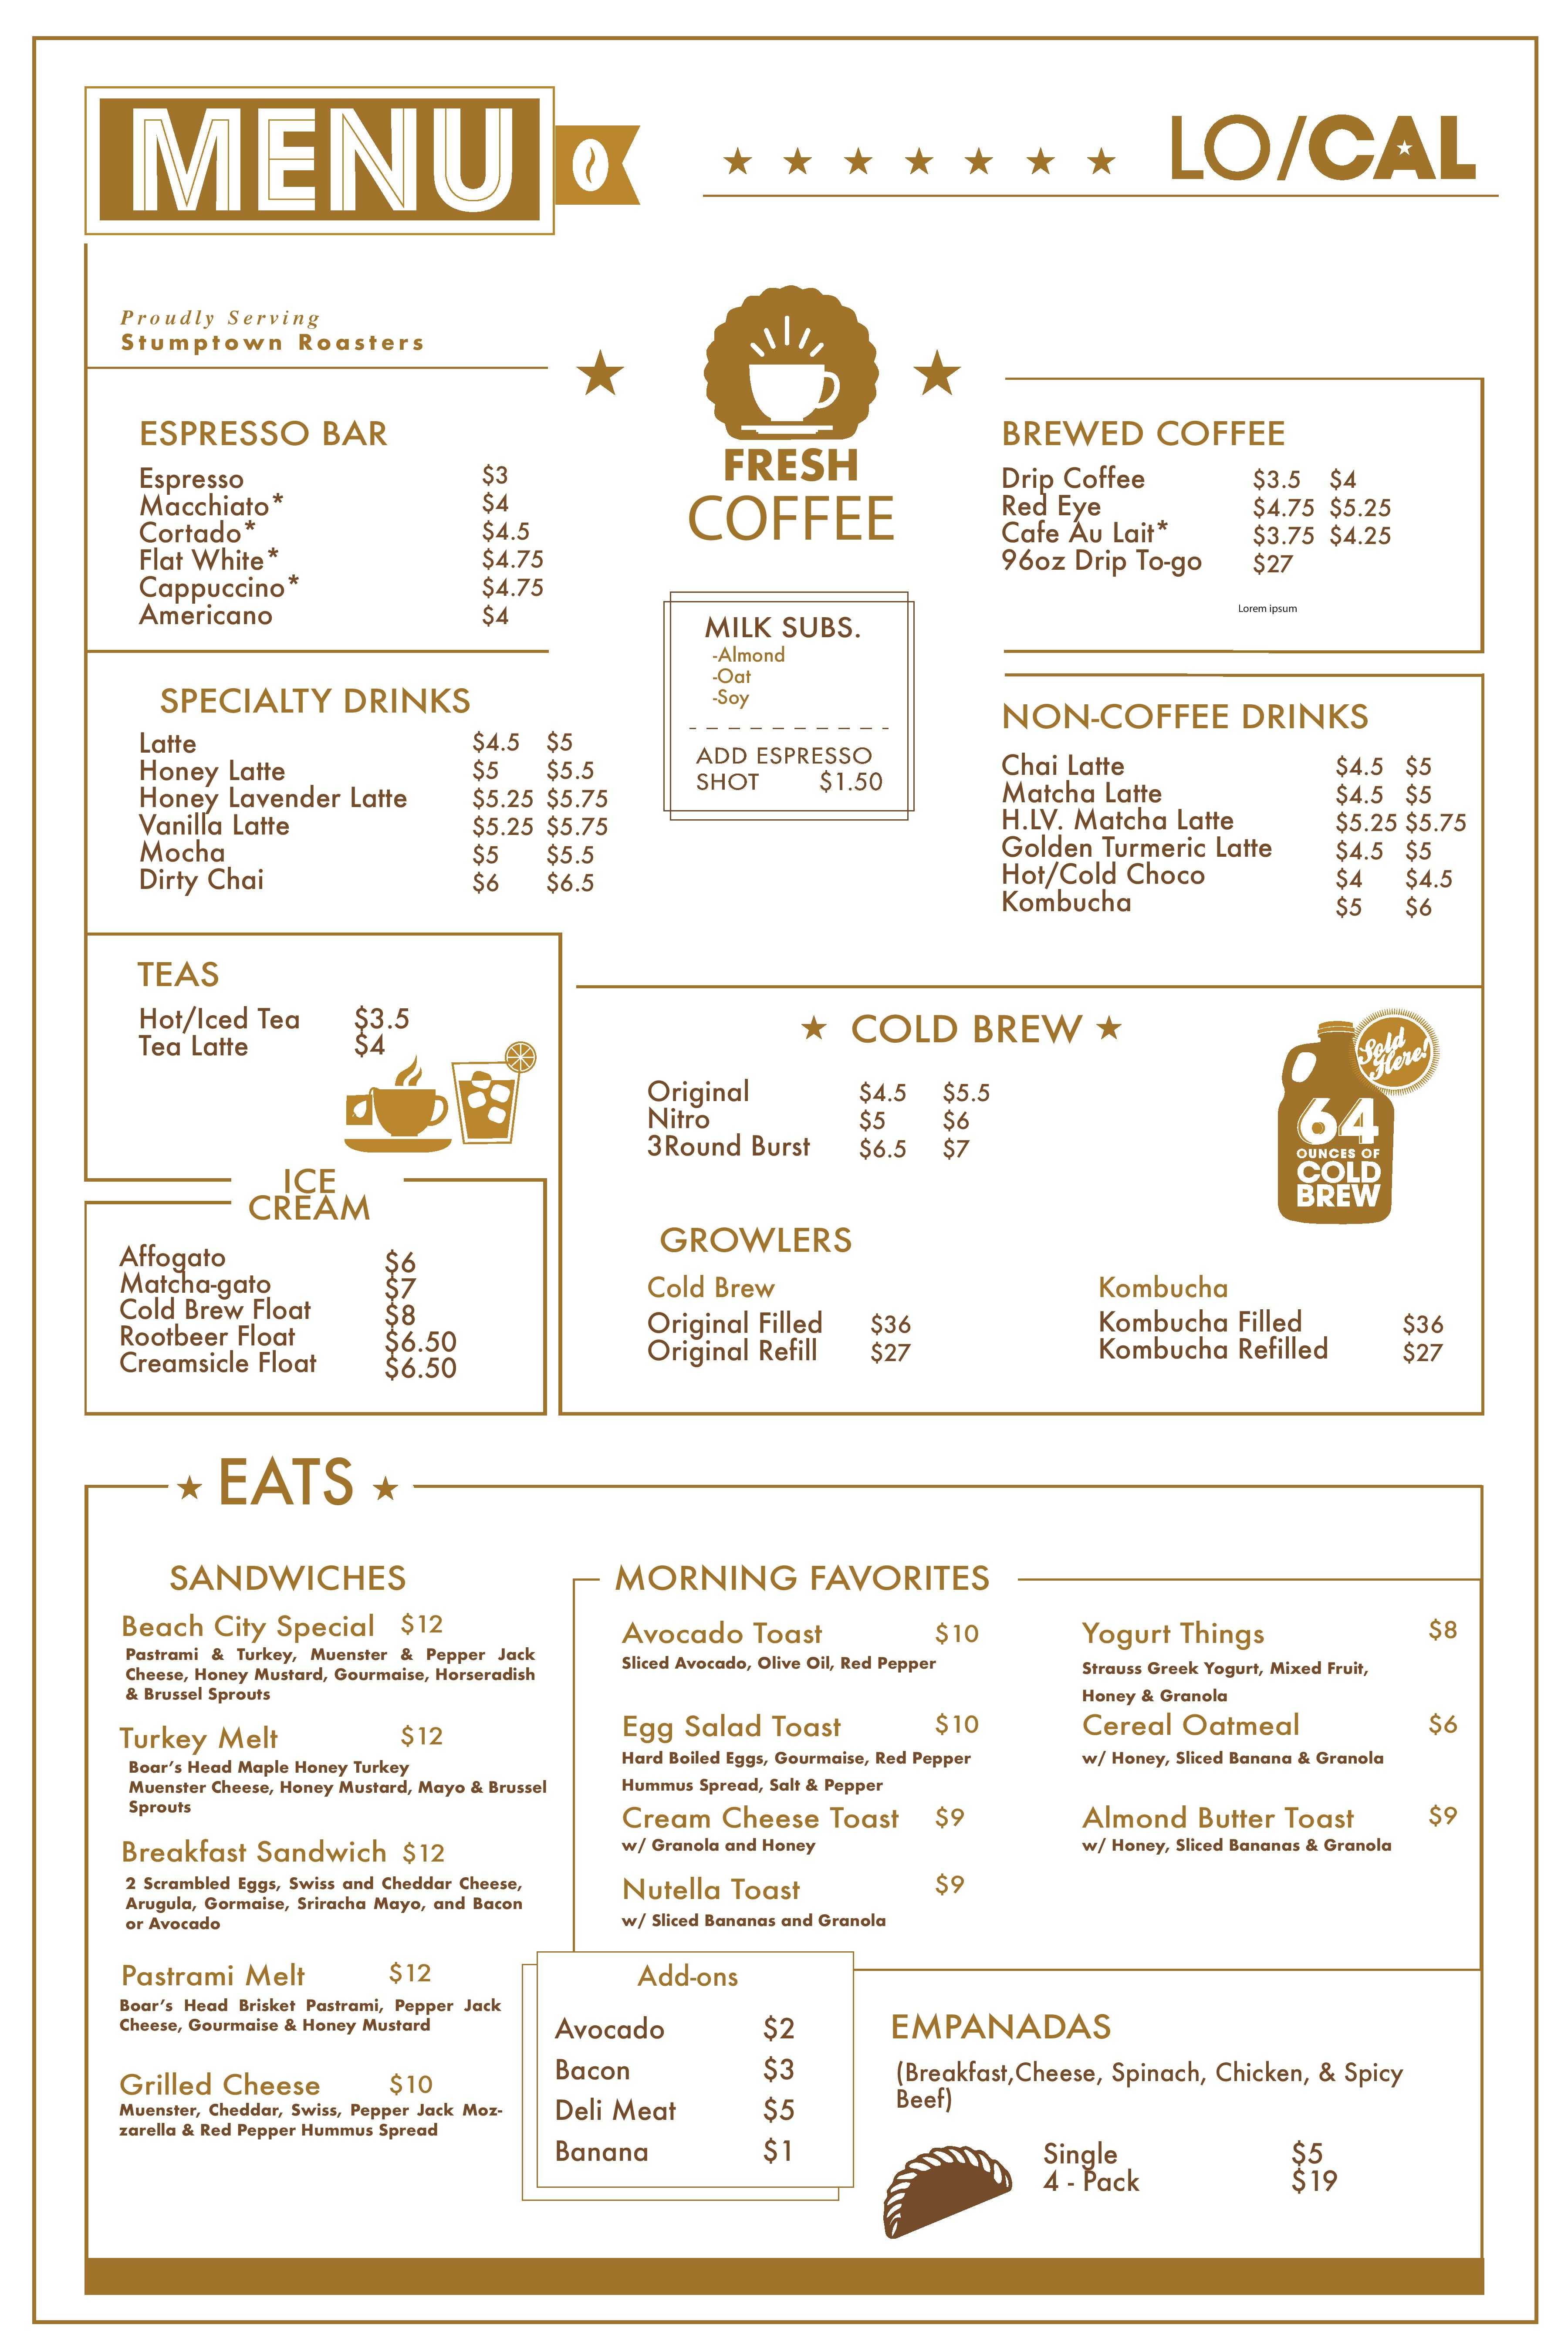 MENU
LO/CAL
Proudly Serving
Stumptown Roasters
ESPRESSO BAR
Espresso $3
Macchiato* $4
Cortado* $4.5
Flat White* $4.75
Cappuccino* $4.75
Americano $4
FRESH
COFFEE
BREWED COFFEE
Drip Coffee $3.5 $4
Red Eye $4.75 $5.25
Cafe Au Lait* $3.75 $4.25
96oz Drip To-go $27
Lorem ipsum
MILK SUBS.
-Almond
-Oat
-Soy
ADD ESPRESSO
SHOT $1.50
SPECIALTY DRINKS
Latte $4.5 $5
Honey Latte $5 $5.5
Honey Lavender Latte $5.25 $5.75
Vanilla Latte $5.25 $5.75
Mocha $5 $5.5
Dirty Chai $6 $6.5
NON-COFFEE DRINKS
Chai Latte $4.5 $5
Matcha Latte $4.5 $5
H.LV. Matcha Latte $5.25 $5.75
Golden Turmeric Latte $4.5 $5
Hot/Cold Choco $4 $4.5
Kombucha $5 $6
TEAS
Hot/Iced Tea $3.5
Tea Latte $4
ICE
CREAM
Affogato $6
Matcha-gato $7
Cold Brew Float $8
Rootbeer Float $6.50
Creamsicle Float $6.50
COLD BREW
Original $4.5 $5.5
Nitro $5 $6
3Round Burst $6.5 $7
Sold
Here!
64
OUNCES OF
COLD
BREW
GROWLERS
Cold Brew
Original Filled $36
Original Refill $27
Kombucha
Kombucha Filled $36
Kombucha Refilled $27
EATS
SANDWICHES
Beach City Special $12
Pastrami & Turkey, Muenster & Pepper Jack
Cheese, Honey Mustard, Gourmaise, Horseradish
& Brussel Sprouts
Turkey Melt $12
Boar's Head Maple Honey Turkey
Muenster Cheese, Honey Mustard, Mayo & Brussel
Sprouts
Breakfast Sandwich $12
2 Scrambled Eggs, Swiss and Cheddar Cheese,
Arugula, Gormaise, Sriracha Mayo, and Bacon
or Avocado
Pastrami Melt $12
Boar's Head Brisket Pastrami, Pepper Jack
Cheese, Gourmaise & Honey Mustard
Grilled Cheese $10
Muenster, Cheddar, Swiss, Pepper Jack Moz-
zarella & Red Pepper Hummus Spread
MORNING FAVORITES
Avocado Toast $10
Sliced Avocado, Olive Oil, Red Pepper
Egg Salad Toast $10
Hard Boiled Eggs, Gourmaise, Red Pepper
Hummus Spread, Salt & Pepper
Cream Cheese Toast $9
w/ Granola and Honey
Nutella Toast $9
w/ Sliced Bananas and Granola
Yogurt Things $8
Strauss Greek Yogurt, Mixed Fruit,
Honey & Granola
Cereal Oatmeal $6
w/ Honey, Sliced Banana & Granola
Almond Butter Toast $9
w/ Honey, Sliced Bananas & Granola
Add-ons
Avocado $2
Bacon $3
Deli Meat $5
Banana $1
EMPANADAS
(Breakfast,Cheese, Spinach, Chicken, & Spicy
Beef)
Single $5
4 - Pack $19